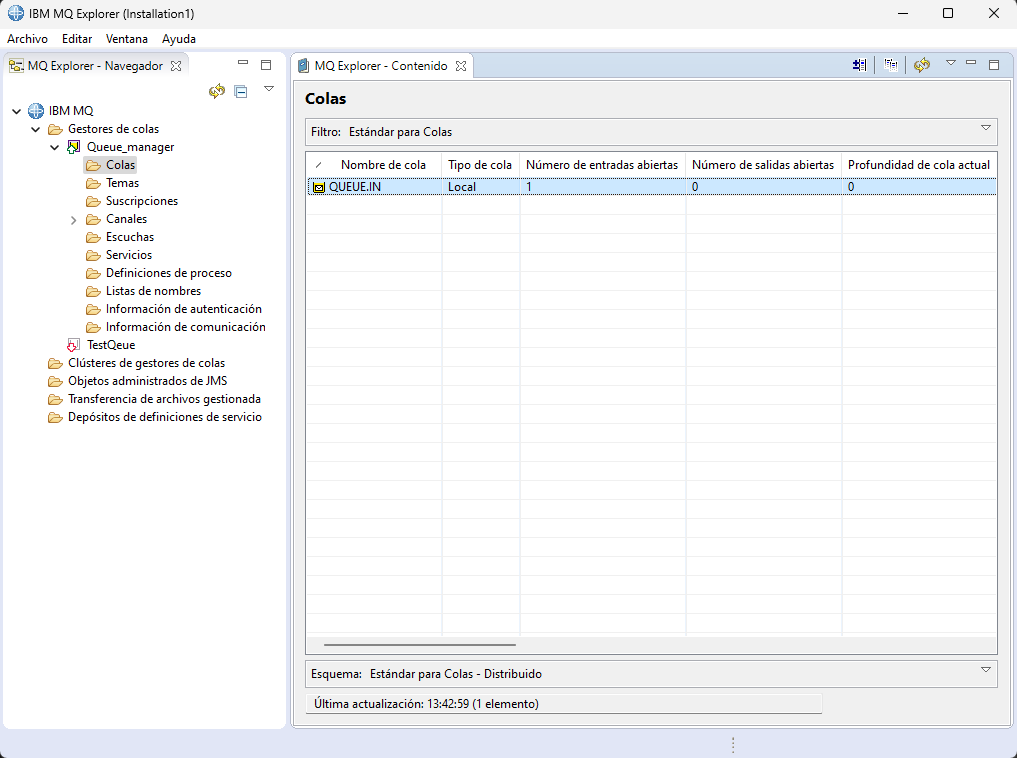 IBM MQ Explorer (Installation1)
Archivo Editar Ventana Ayuda
MQ Explorer - Navegador
IBM MQ
Gestores de colas
Queue_manager
Colas
Temas
Suscripciones
Canales
Escuchas
Servicios
Definiciones de proceso
Listas de nombres
Información de autenticación
Información de comunicación
TestQeue
Clústeres de gestores de colas
Objetos administrados de JMS
Transferencia de archivos gestionada
Depósitos de definiciones de servicio
MQ Explorer - Contenido
Colas
Filtro: Estándar para Colas
Nombre de cola Tipo de cola Número de entradas abiertas Número de salidas abiertas Profundidad de cola actual
QUEUE.IN Local 1 0 0
Esquema: Estándar para Colas - Distribuido
Última actualización: 13:42:59 (1 elemento)